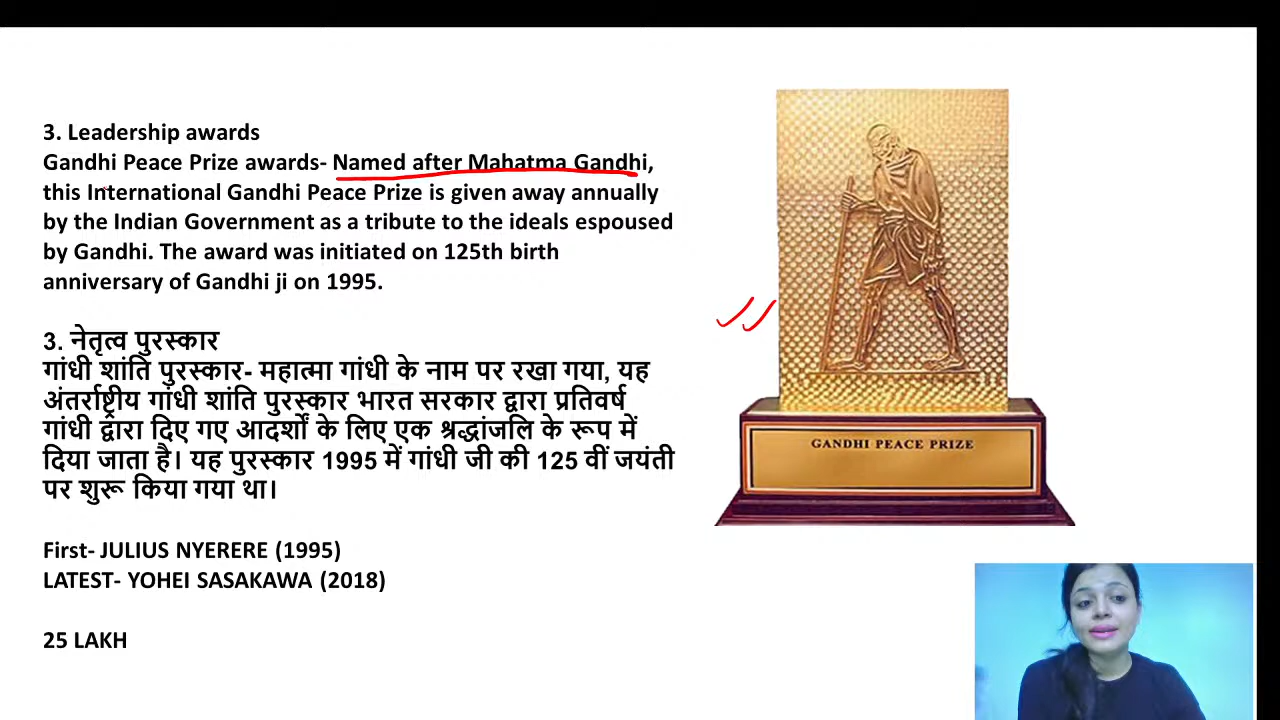 3. Leadership awards
Gandhi Peace Prize awards- Named after Mahatma Gandhi,
this International Gandhi Peace Prize is given away annually
by the Indian Government as a tribute to the ideals espoused
by Gandhi. The award was initiated on 125th birth
anniversary of Gandhi ji on 1995.
3. नेतृत्व पुरस्कार
गांधी शांति पुरस्कार- महात्मा गांधी के नाम पर रखा गया, यह
अंतर्राष्ट्रीय गांधी शांति पुरस्कार भारत सरकार द्वारा प्रतिवर्ष
गांधी द्वारा दिए गए आदर्शों के लिए एक श्रद्धांजलि के रूप में
दिया जाता है। यह पुरस्कार 1995 में गांधी जी की 125 वीं जयंती
पर शुरू किया गया था।
First- JULIUS NYERERE (1995)
LATEST- YOHEI SASAKAWA (2018)
25 LAKH
GANDHI PEACE PRIZE